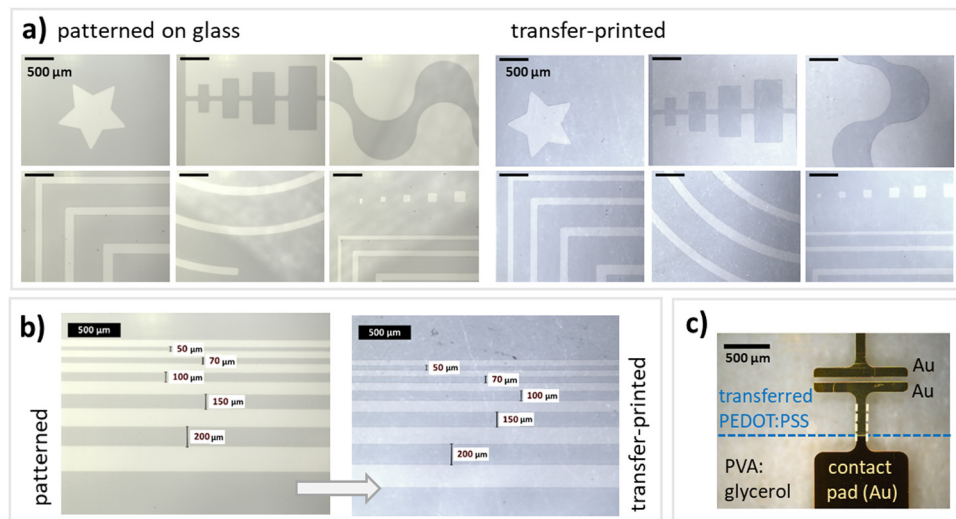 a) patterned on glass
transfer-printed
500 µm
500 µm
b)
patterned
500 µm
50 µm
70 µm
100 µm
150 µm
200 µm
500 µm
50 µm
70 µm
100 µm
150 µm
200 µm
transfer-printed
c)
500 µm
Au
Au
transferred
PEDOT:PSS
PVA:
glycerol
contact
pad (Au)